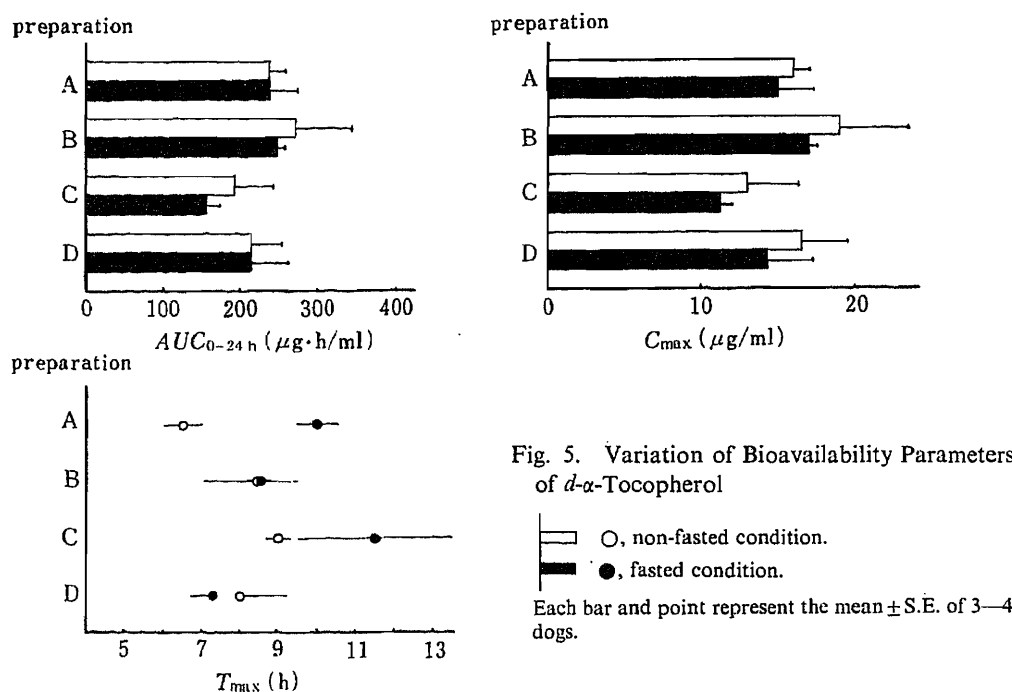 preparation
A
B
C
D
0 100 200 300 400
AUC0-24 h (μg·h/ml)
preparation
A
B
C
D
0 10 20
Cmax (μg/ml)
preparation
A
B
C
D
5 7 9 11 13
Tmax (h)
Fig. 5. Variation of Bioavailability Parameters
of d-α-Tocopherol
○, non-fasted condition.
●, fasted condition.
Each bar and point represent the mean ± S.E. of 3—4
dogs.